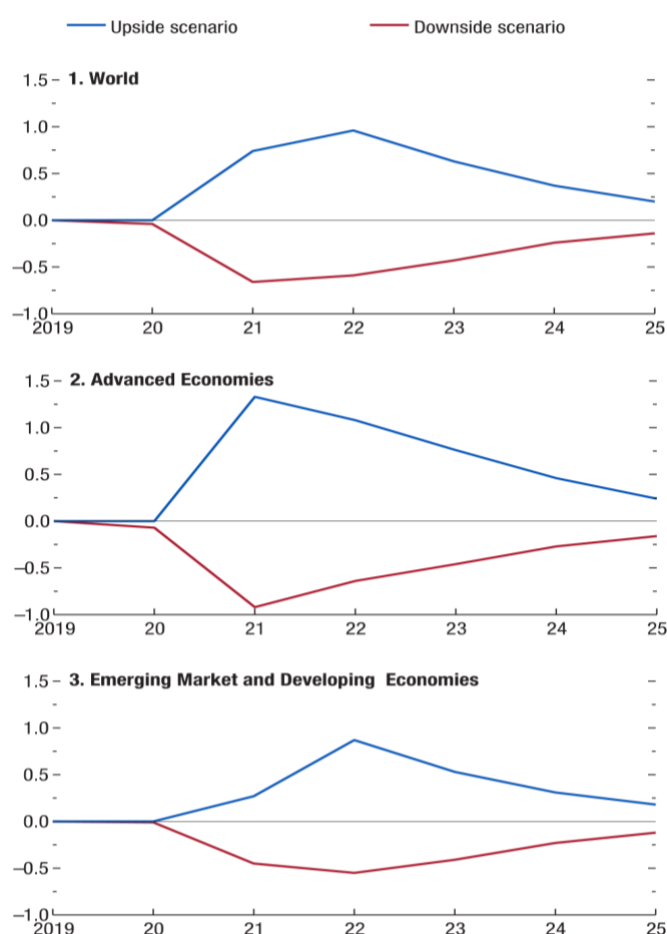 Upside scenario Downside scenario
1.5 1. World
1.0
0.5
0.0
–0.5
–1.0
2019 20 21 22 23 24 25
1.5 2. Advanced Economies
1.0
0.5
0.0
–0.5
–1.0
2019 20 21 22 23 24 25
1.5 3. Emerging Market and Developing Economies
1.0
0.5
0.0
–0.5
–1.0
2019 20 21 22 23 24 25